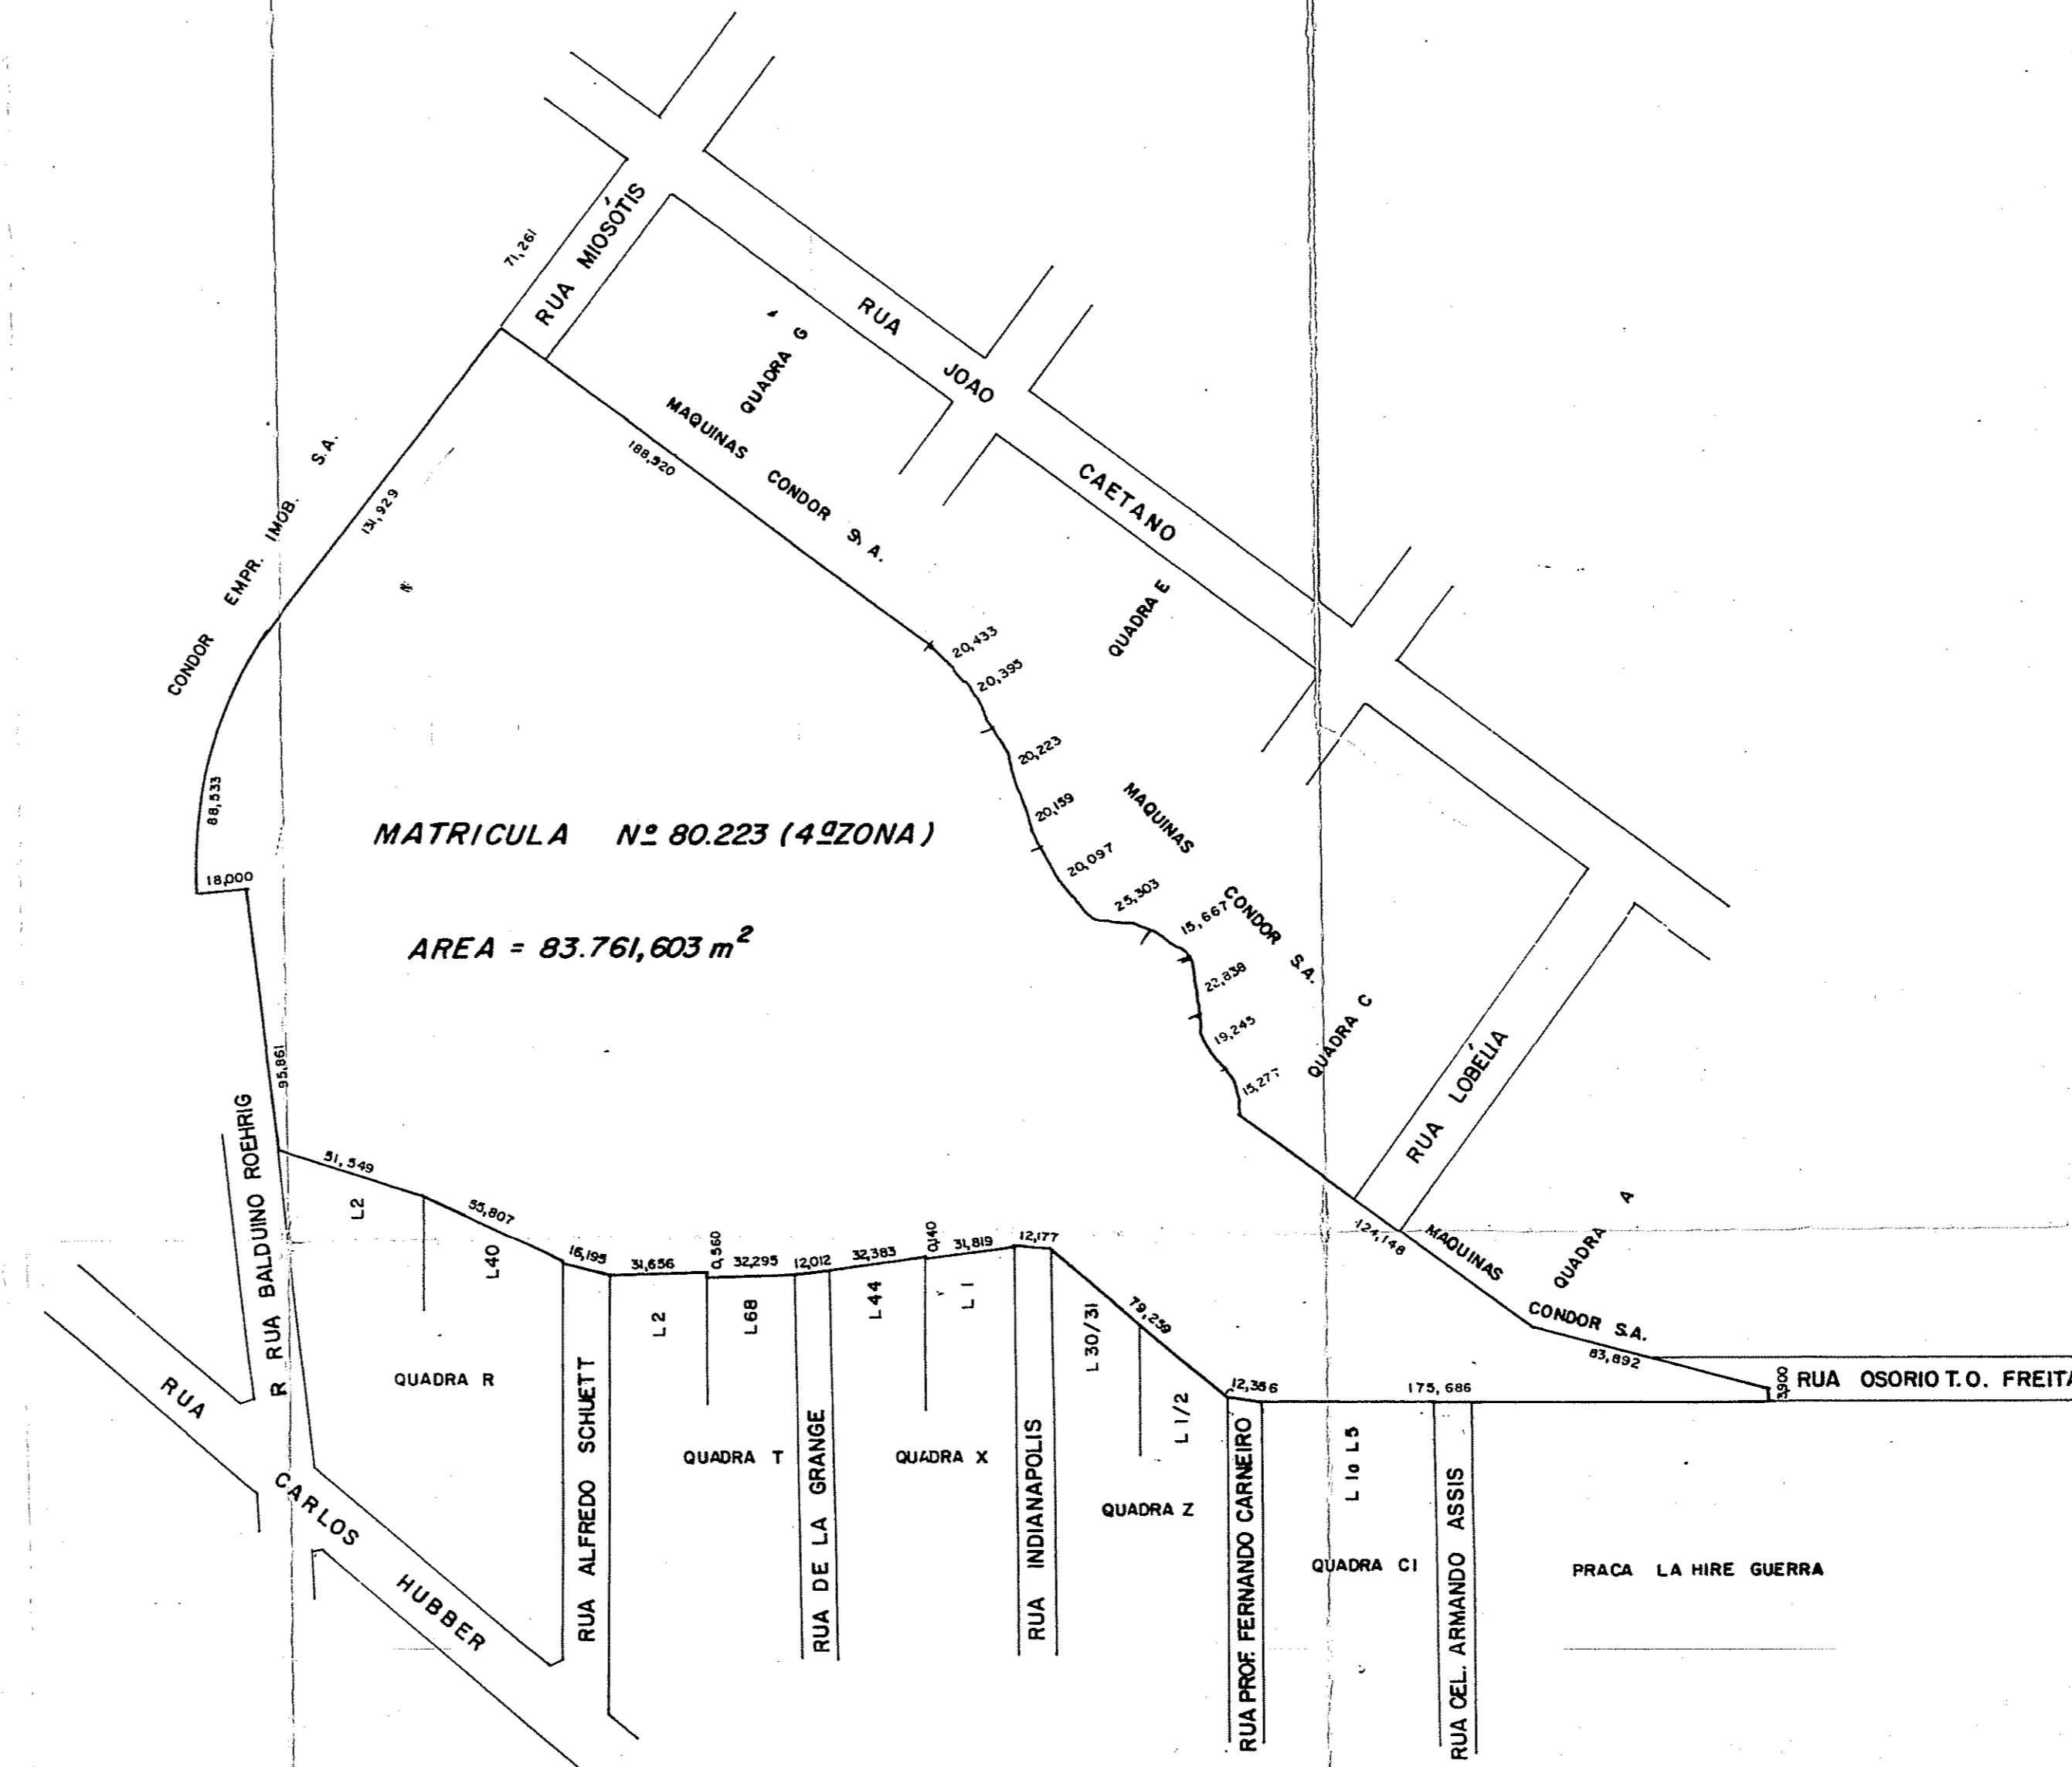 RUA MIOSÓTIS
71,261
RUA JOAO CAETANO
QUADRA G
MAQUINAS CONDOR S.A.
188,520
CONDOR EMPR. IMOB. S.A.
131,929
88,533
18,000
95,861
QUADRA E
20,433
20,395
20,223
20,159
20,097
25,303
15,667
22,838
19,245
15,277
MAQUINAS CONDOR S.A.
QUADRA C
MATRICULA Nº 80.223 (4ªZONA)
AREA = 83.761,603 m²
RUA LOBÉLIA
124,148
MAQUINAS CONDOR S.A.
QUADRA A
83,892
3,900
RUA OSORIO T.O. FREITA
R RUA BALDUINO ROEHRIG
51,549
L2
55,807
L40
16,195
31,656
0,560
32,295
12,012
32,383
0,140
31,819
12,177
79,259
12,356
175,686
L2
L68
L44
L1
L 30/31
L 1/2
L 1a L5
QUADRA R
RUA ALFREDO SCHUETT
QUADRA T
RUA DE LA GRANGE
QUADRA X
RUA INDIANAPOLIS
QUADRA Z
RUA PROF. FERNANDO CARNEIRO
QUADRA C1
RUA CEL. ARMANDO ASSIS
PRACA LA HIRE GUERRA
RUA CARLOS HUBBER